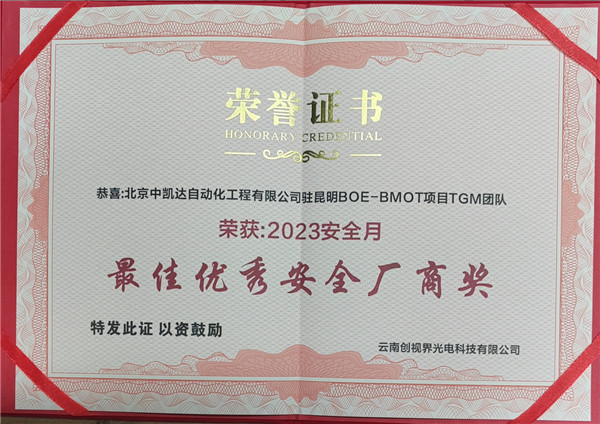 荣誉证书
HONORARY CREDENTIAL
恭喜:北京中凯达自动化工程有限公司驻昆明BOE-BMOT项目TGM团队
荣获:2023安全月
最佳优秀安全厂商奖
特发此证 以资鼓励
云南创视界光电科技有限公司